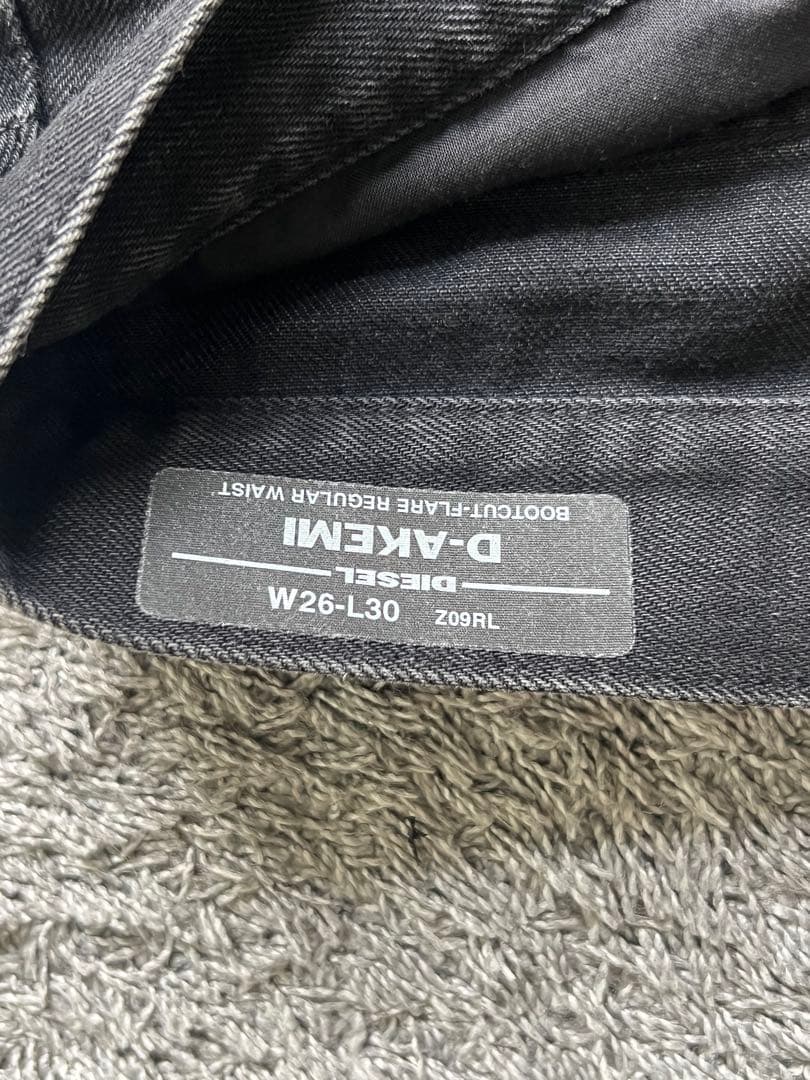 BOOTCUT-FLARE REGULAR WAIST
D-AKEMI
DIESEL
W26-L30 Z09RL